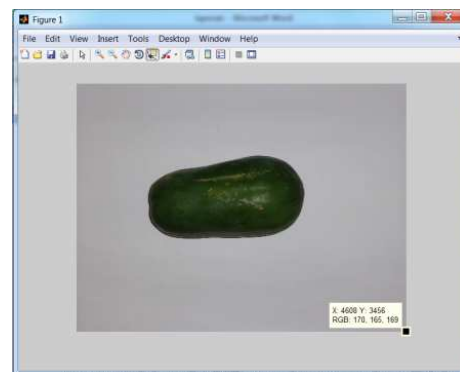 Figure 1
File Edit View Insert Tools Desktop Window Help
X: 4608 Y: 3456
RGB: 170, 165, 169